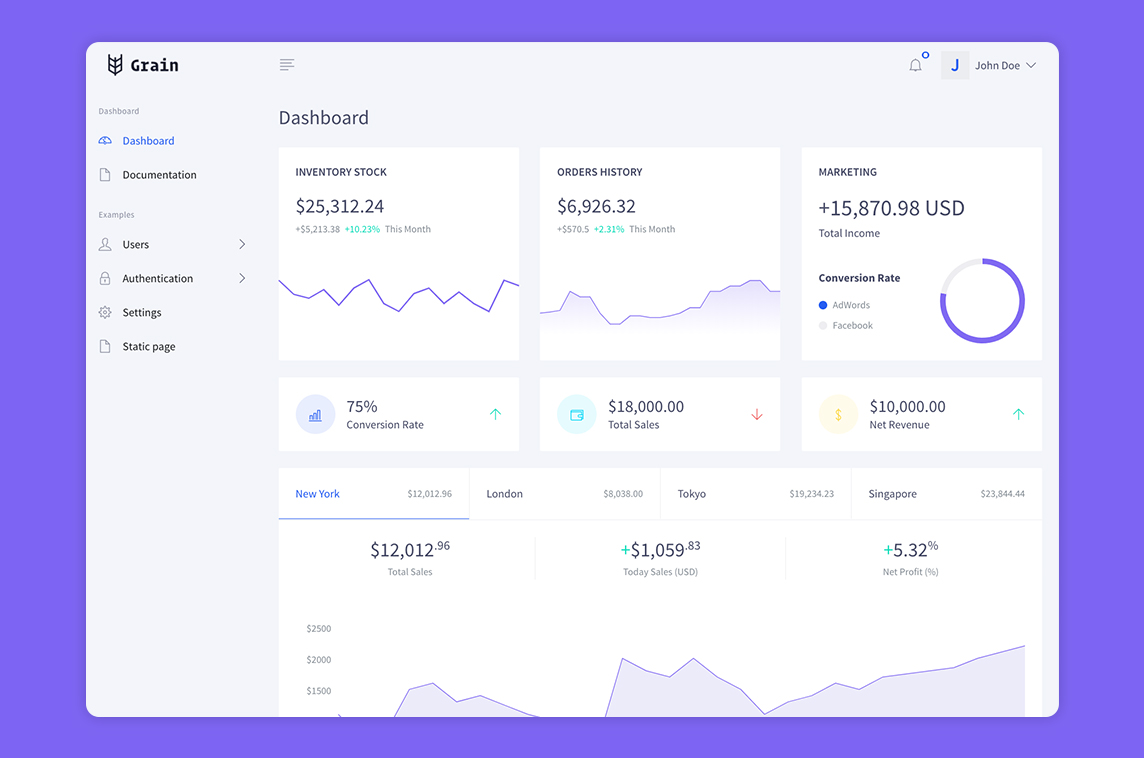 Grain
J John Doe
Dashboard
Dashboard
Documentation
Examples
Users
Authentication
Settings
Static page
Dashboard
INVENTORY STOCK
$25,312.24
+$5,213.38 +10.23% This Month
ORDERS HISTORY
$6,926.32
+$570.5 +2.31% This Month
MARKETING
+15,870.98 USD
Total Income
Conversion Rate
AdWords
Facebook
75%
Conversion Rate
$18,000.00
Total Sales
$
$10,000.00
Net Revenue
New York $12,012.96
London $8,038.00
Tokyo $19,234.23
Singapore $23,844.44
$12,012.96
Total Sales
+$1,059.83
Today Sales (USD)
+5.32%
Net Profit (%)
$2500
$2000
$1500